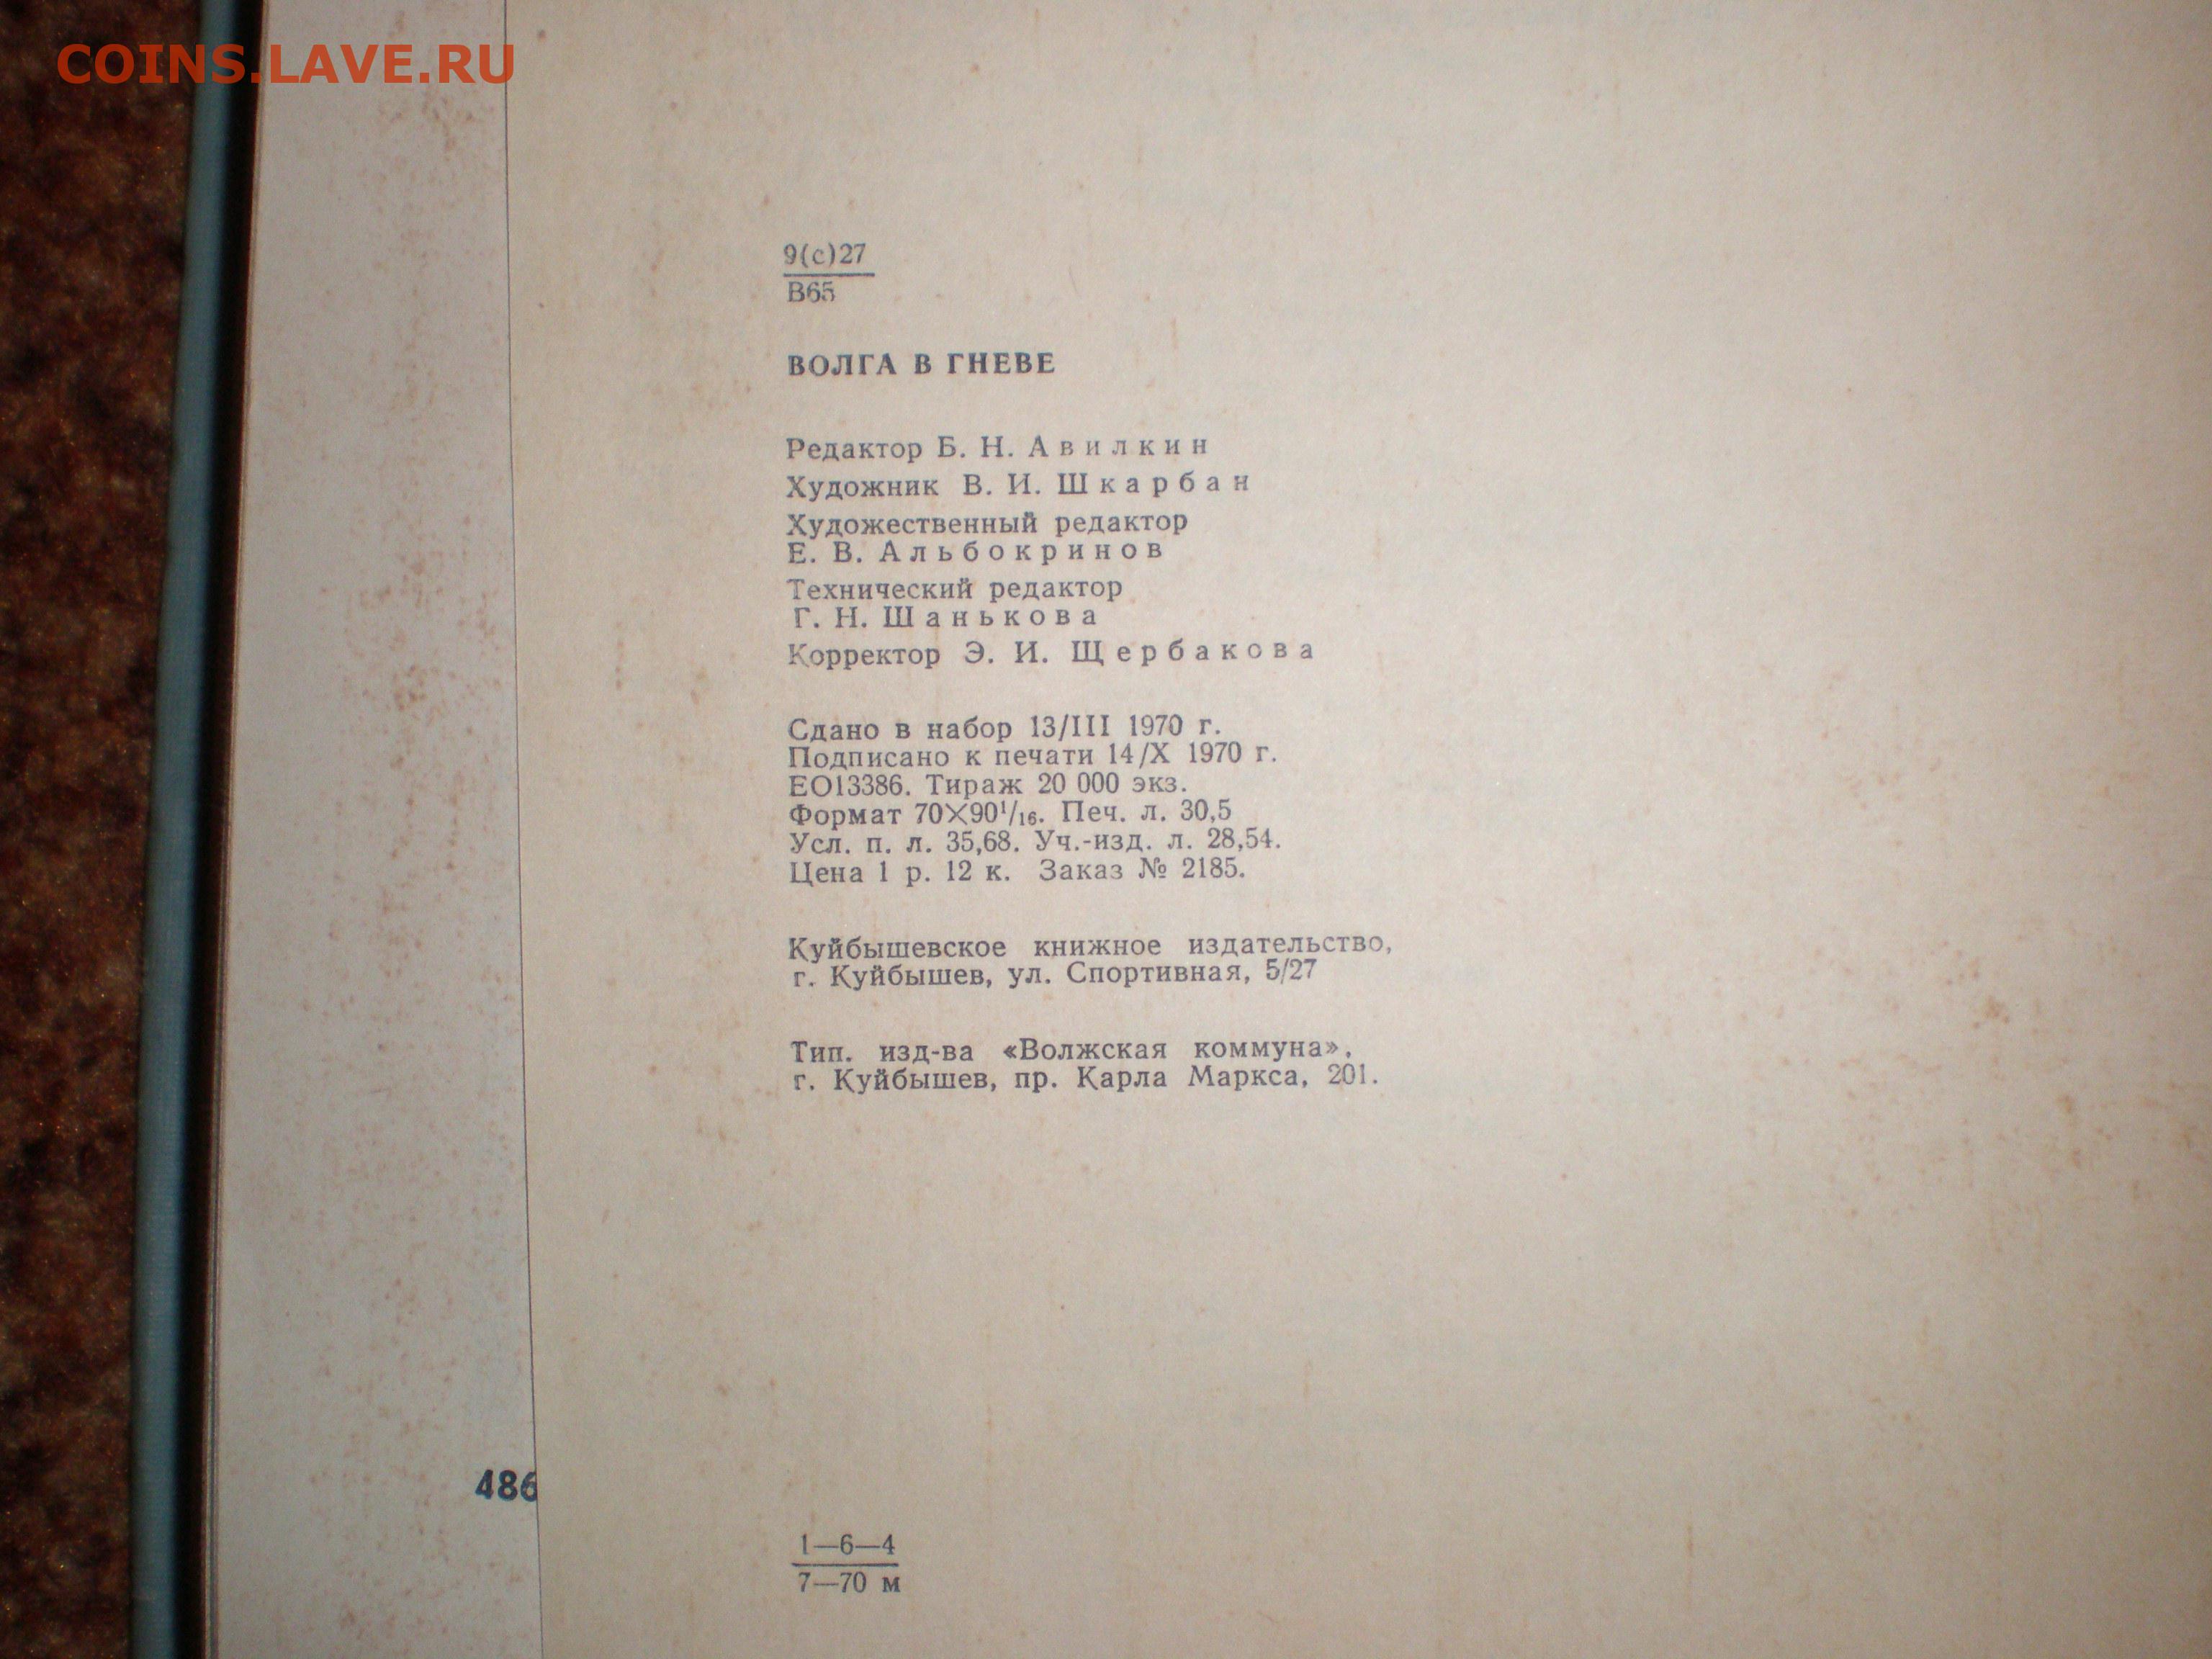 COINS.LAVE.RU
9(с)27
В65
ВОЛГА В ГНЕВЕ
Редактор Б. Н. Авилкин
Художник В. И. Шкарбан
Художественный редактор
Е. В. Альбокринов
Технический редактор
Г. Н. Шанькова
Корректор Э. И. Щербакова
Сдано в набор 13/III 1970 г.
Подписано к печати 14/X 1970 г.
ЕО13386. Тираж 20 000 экз.
Формат 70×90¹/₁₆. Печ. л. 30,5
Усл. п. л. 35,68. Уч.-изд. л. 28,54.
Цена 1 р. 12 к. Заказ № 2185.
Куйбышевское книжное издательство,
г. Куйбышев, ул. Спортивная, 5/27
Тип. изд-ва «Волжская коммуна».
г. Куйбышев, пр. Карла Маркса, 201.
486
1—6—4
7—70 м